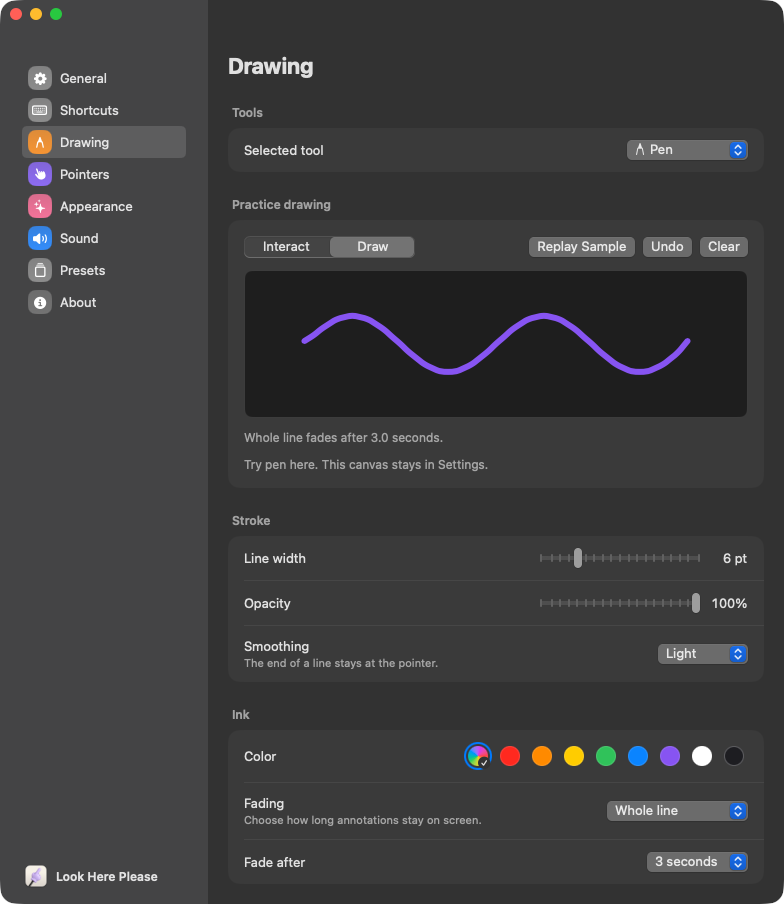 Drawing
General
Shortcuts
Drawing
Pointers
Appearance
Sound
Presets
About
Look Here Please
Tools
Selected tool
Pen
Practice drawing
Interact
Draw
Replay Sample
Undo
Clear
Whole line fades after 3.0 seconds.
Try pen here. This canvas stays in Settings.
Stroke
Line width
6 pt
Opacity
100%
Smoothing
The end of a line stays at the pointer.
Light
Ink
Color
Fading
Choose how long annotations stay on screen.
Whole line
Fade after
3 seconds